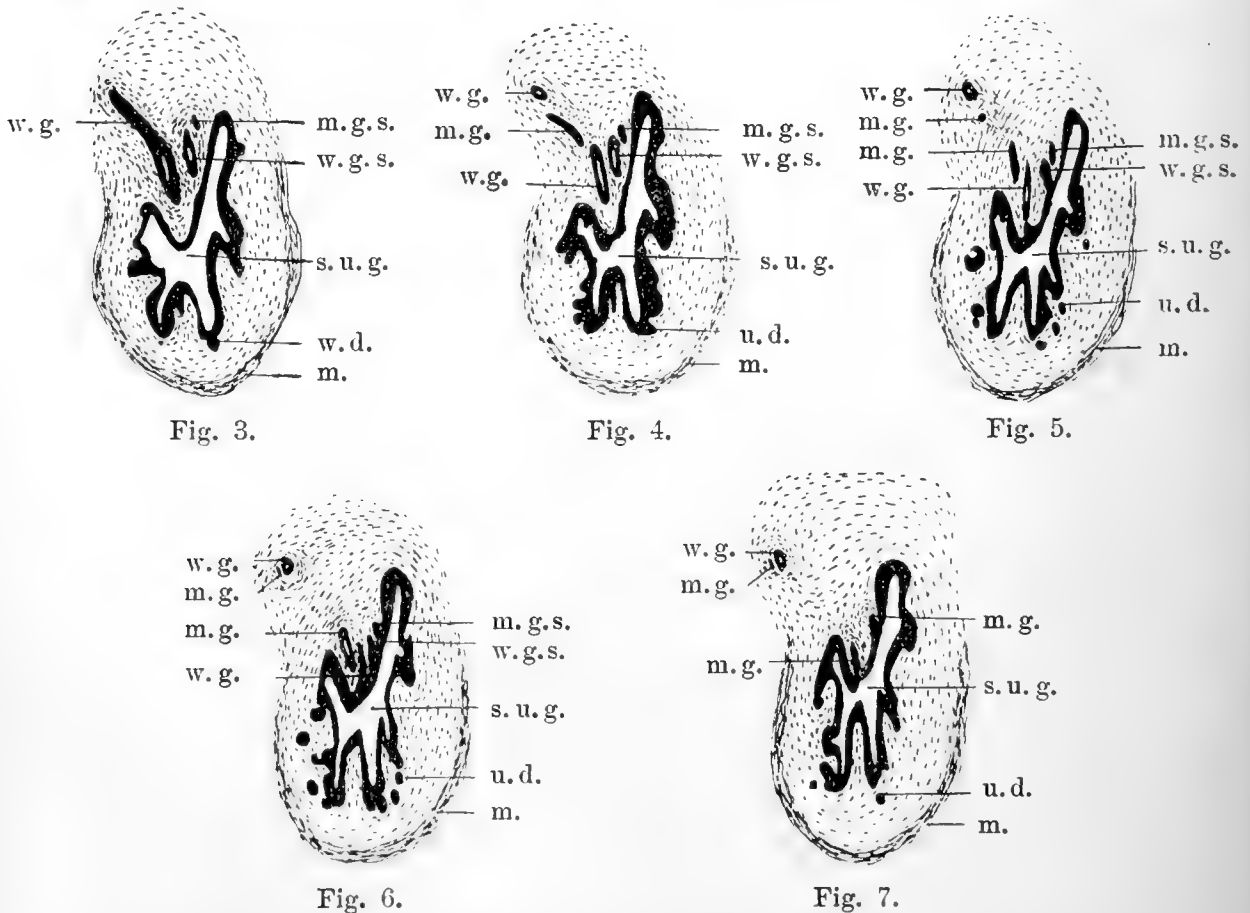 w. g.
m. g. s.
w. g. s.
s. u. g.
w. d.
m.
Fig. 3.
w. g.
m. g.
w. g.
m. g. s.
w. g. s.
s. u. g.
u. d.
m.
Fig. 4.
w. g.
m. g.
m. g.
w. g.
m. g. s.
w. g. s.
s. u. g.
u. d.
m.
Fig. 5.
w. g.
m. g.
m. g.
w. g.
m. g. s.
w. g. s.
s. u. g.
u. d.
m.
Fig. 6.
w. g.
m. g.
m. g.
m. g.
s. u. g.
u. d.
m.
Fig. 7.